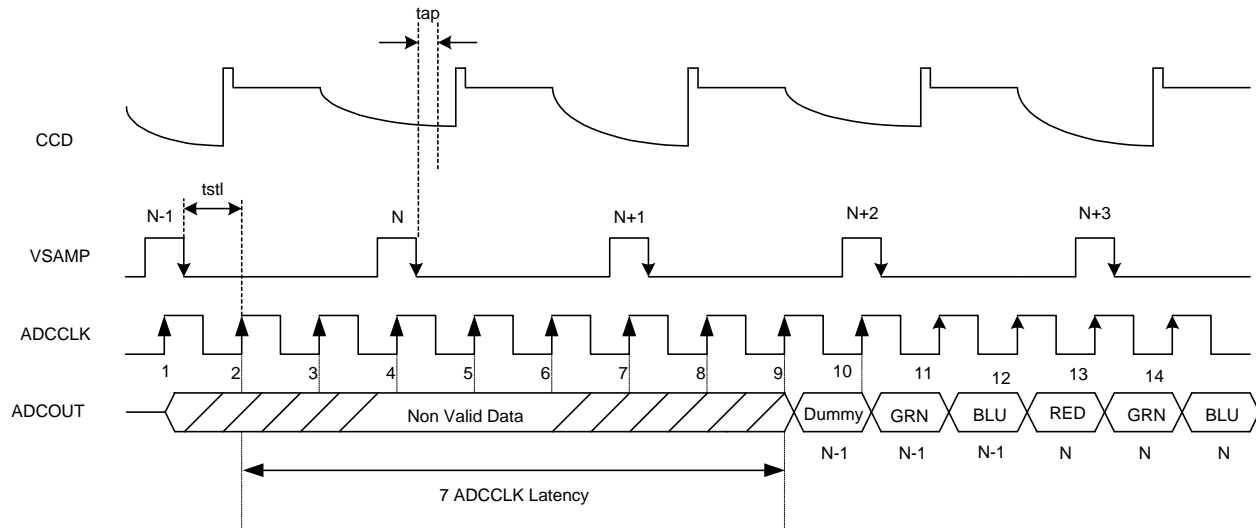 tap
CCD
tstl
N-1 N N+1 N+2 N+3
VSAMP
ADCCLK
1 2 3 4 5 6 7 8 9 10 11 12 13 14
ADCOUT
Non Valid Data Dummy GRN BLU RED GRN BLU
N-1 N-1 N-1 N N N
7 ADCCLK Latency